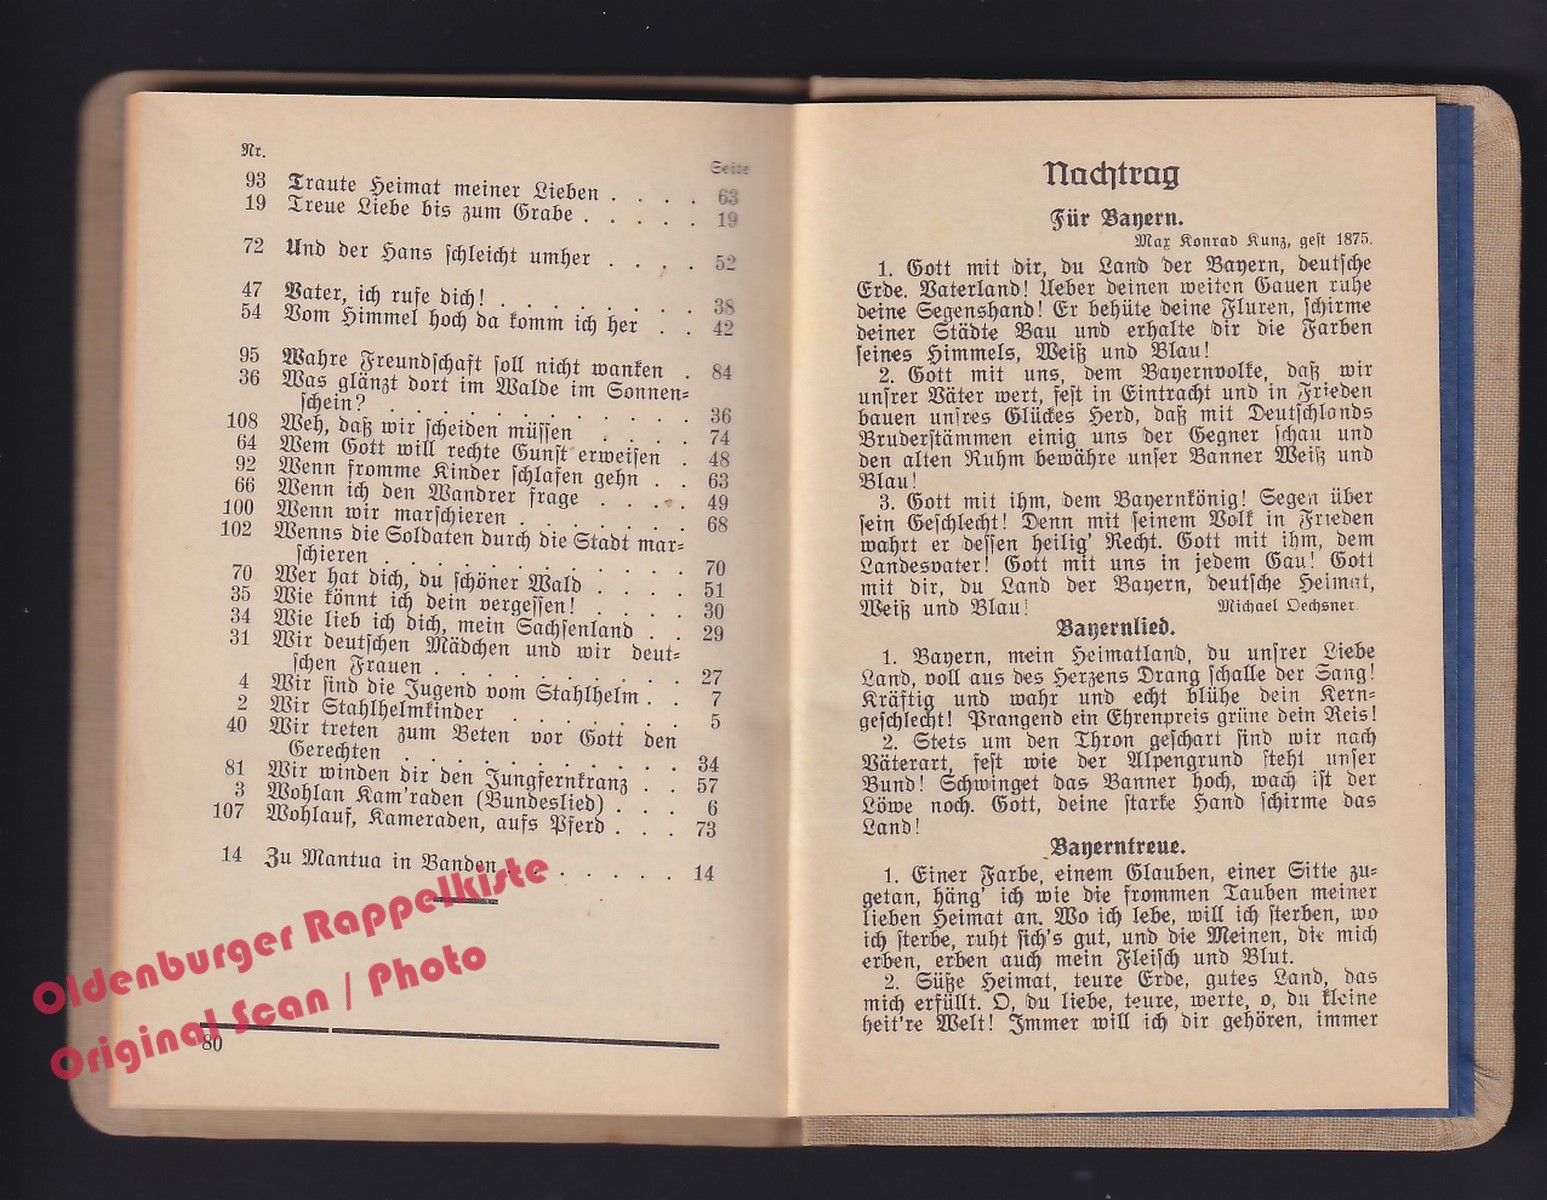 Nr.
Seite
93 Traute Heimat meiner Lieben . . . . 63
19 Treue Liebe bis zum Grabe . . . . . 19
72 Und der Hans schleicht umher . . . . 52
47 Vater, ich rufe dich! . . . . . . . . 38
54 Vom Himmel hoch da komm ich her . . 42
95 Wahre Freundschaft soll nicht wanken . 84
36 Was glänzt dort im Walde im Sonnen-
schein? . . . . . . . . . . . . 36
108 Weh, daß wir scheiden müssen . . . . 74
64 Wem Gott will rechte Gunst erweisen . 48
92 Wenn fromme Kinder schlafen gehn . . 63
66 Wenn ich den Wandrer frage . . . . 49
100 Wenn wir marschieren . . . . . . . 68
102 Wenns die Soldaten durch die Stadt mar-
schieren . . . . . . . . . . . . 70
70 Wer hat dich, du schöner Wald . . . . 51
35 Wie könnt ich dein vergessen! . . . . 30
34 Wie lieb ich dich, mein Sachsenland . . 29
31 Wir deutschen Mädchen und wir deut-
schen Frauen . . . . . . . . . . 27
4 Wir sind die Jugend vom Stahlhelm . . 7
2 Wir Stahlhelmkinder . . . . . . . 5
40 Wir treten zum Beten vor Gott den
Gerechten . . . . . . . . . . . 34
81 Wir winden dir den Jungfernkranz . . 57
3 Wohlan Kam'raden (Bundeslied) . . . 6
107 Wohlauf, Kameraden, aufs Pferd . . . 73
14 Zu Mantua in Banden . . . . . . . 14
80
Oldenburger Rappelkiste
Original Scan / Photo
Nachtrag
Für Bayern.
Max Konrad Kunz, gest 1875.
1. Gott mit dir, du Land der Bayern, deutsche
Erde. Vaterland! Ueber deinen weiten Gauen ruhe
deine Segenshand! Er behüte deine Fluren, schirme
deiner Städte Bau und erhalte dir die Farben
seines Himmels, Weiß und Blau!
2. Gott mit uns, dem Bayernvolke, daß wir
unsrer Väter wert, fest in Eintracht und in Frieden
bauen unsres Glückes Herd, daß mit Deutschlands
Bruderstämmen einig uns der Gegner schau und
den alten Ruhm bewähre unser Banner Weiß und
Blau!
3. Gott mit ihm, dem Bayernkönig! Segen über
sein Geschlecht! Denn mit seinem Volk in Frieden
wahrt er dessen heilig' Recht. Gott mit ihm, dem
Landesvater! Gott mit uns in jedem Gau! Gott
mit dir, du Land der Bayern, deutsche Heimat,
Weiß und Blau! Michael Oechsner.
Bayernlied.
1. Bayern, mein Heimatland, du unsrer Liebe
Land, voll aus des Herzens Drang schalle der Sang!
Kräftig und wahr und echt blühe dein Kern-
geschlecht! Prangend ein Ehrenpreis grüne dein Reis!
2. Stets um den Thron geschart sind wir nach
Väterart, fest wie der Alpengrund steht unser
Bund! Schwinget das Banner hoch, wach ist der
Löwe noch. Gott, deine starke Hand schirme das
Land!
Bayerntreue.
1. Einer Farbe, einem Glauben, einer Sitte zu-
getan, häng' ich wie die frommen Tauben meiner
lieben Heimat an. Wo ich lebe, will ich sterben, wo
ich sterbe, ruht sich's gut, und die Meinen, die mich
erben, erben auch mein Fleisch und Blut.
2. Süße Heimat, teure Erde, gutes Land, das
mich erfüllt. O, du liebe, teure, werte, o, du kleine
heit're Welt! Immer will ich dir gehören, immer